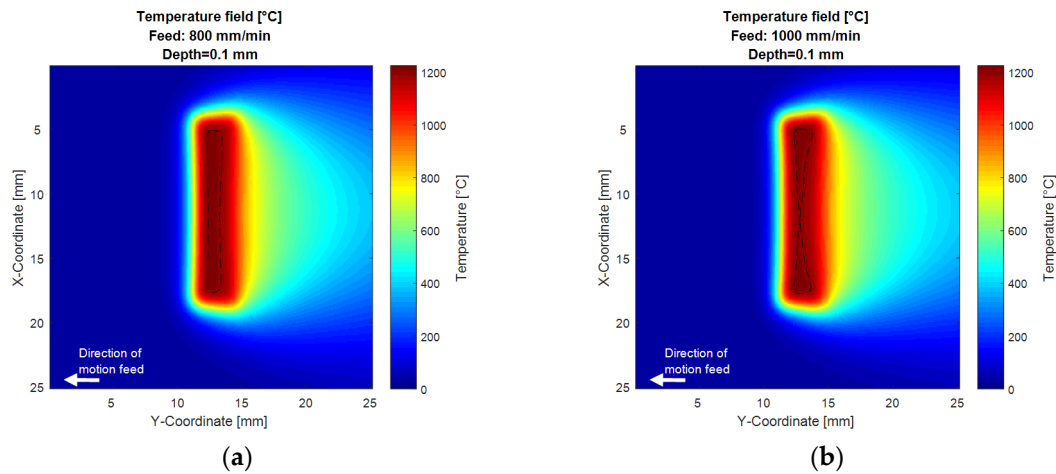 Temperature field [°C]
Feed: 800 mm/min
Depth=0.1 mm
X-Coordinate [mm]
5
10
15
20
25
Direction of
motion feed
5
10
15
20
25
Y-Coordinate [mm]
1200
1000
800
600
400
200
0
Temperature [°C]
(a)
Temperature field [°C]
Feed: 1000 mm/min
Depth=0.1 mm
X-Coordinate [mm]
5
10
15
20
25
Direction of
motion feed
5
10
15
20
25
Y-Coordinate [mm]
1200
1000
800
600
400
200
0
Temperature [°C]
(b)